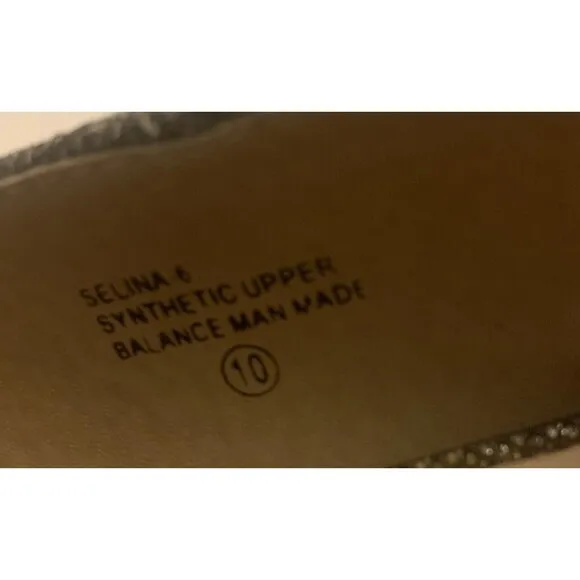 SELINA 6
SYNTHETIC UPPER
BALANCE MAN MADE
10